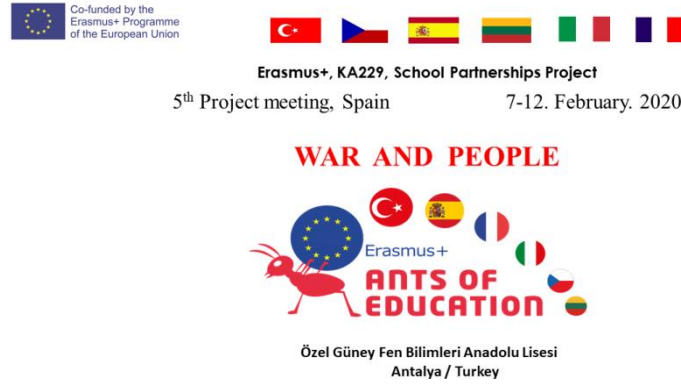 Co-funded by the
Erasmus+ Programme
of the European Union
Erasmus+, KA229, School Partnerships Project
5th Project meeting, Spain 7-12. February. 2020
WAR AND PEOPLE
Erasmus+
ANTS OF
EDUCATION
Özel Güney Fen Bilimleri Anadolu Lisesi
Antalya / Turkey